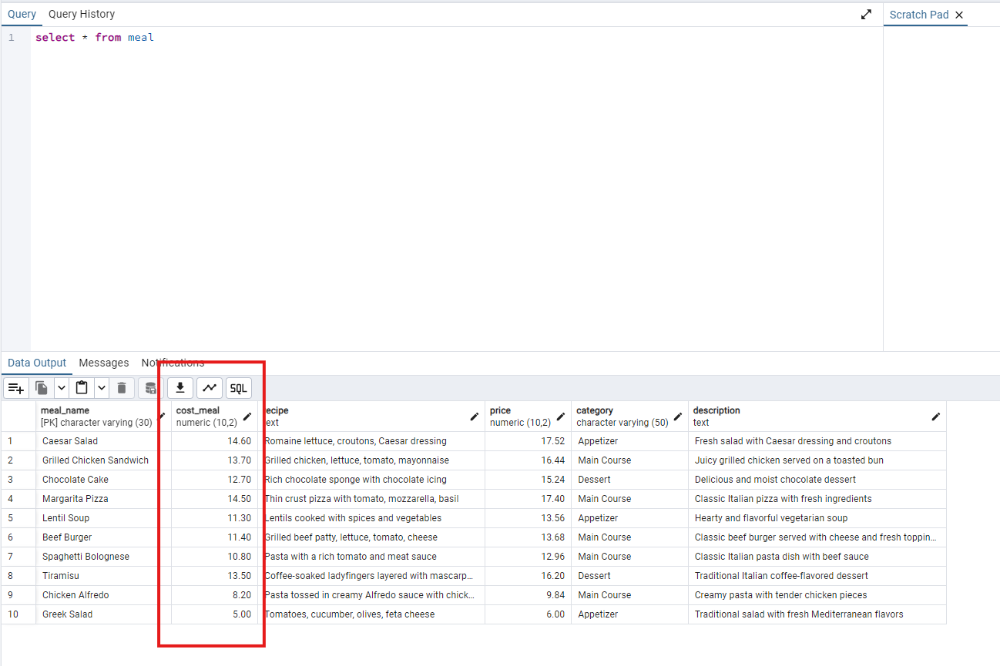 Query Query History Scratch Pad
1 select * from meal
Data Output Messages Notifications
SQL
meal_name cost_meal ecipe price category description
[PK] character varying (30) numeric (10,2) ext numeric (10,2) character varying (50) text
1 Caesar Salad 14.60 Romaine lettuce, croutons, Caesar dressing 17.52 Appetizer Fresh salad with Caesar dressing and croutons
2 Grilled Chicken Sandwich 13.70 Grilled chicken, lettuce, tomato, mayonnaise 16.44 Main Course Juicy grilled chicken served on a toasted bun
3 Chocolate Cake 12.70 Rich chocolate sponge with chocolate icing 15.24 Dessert Delicious and moist chocolate dessert
4 Margarita Pizza 14.50 Thin crust pizza with tomato, mozzarella, basil 17.40 Main Course Classic Italian pizza with fresh ingredients
5 Lentil Soup 11.30 Lentils cooked with spices and vegetables 13.56 Appetizer Hearty and flavorful vegetarian soup
6 Beef Burger 11.40 Grilled beef patty, lettuce, tomato, cheese 13.68 Main Course Classic beef burger served with cheese and fresh toppin...
7 Spaghetti Bolognese 10.80 Pasta with a rich tomato and meat sauce 12.96 Main Course Classic Italian pasta dish with beef sauce
8 Tiramisu 13.50 Coffee-soaked ladyfingers layered with mascarp... 16.20 Dessert Traditional Italian coffee-flavored dessert
9 Chicken Alfredo 8.20 Pasta tossed in creamy Alfredo sauce with chick... 9.84 Main Course Creamy pasta with tender chicken pieces
10 Greek Salad 5.00 Tomatoes, cucumber, olives, feta cheese 6.00 Appetizer Traditional salad with fresh Mediterranean flavors